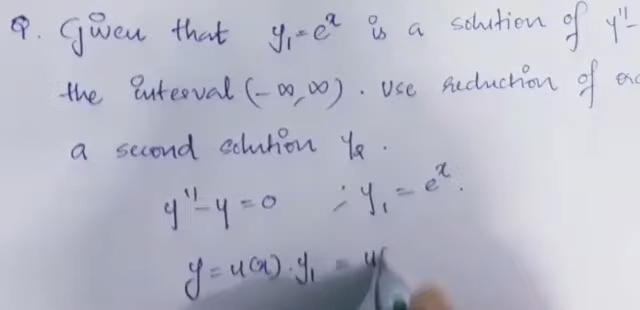 Q. Given that y₁=eˣ is a solution of y"-
the interval (-∞,∞). Use reduction of
a second solution y₂.
y"-y=0 ; y₁=eˣ.
y=u(x).y₁ =